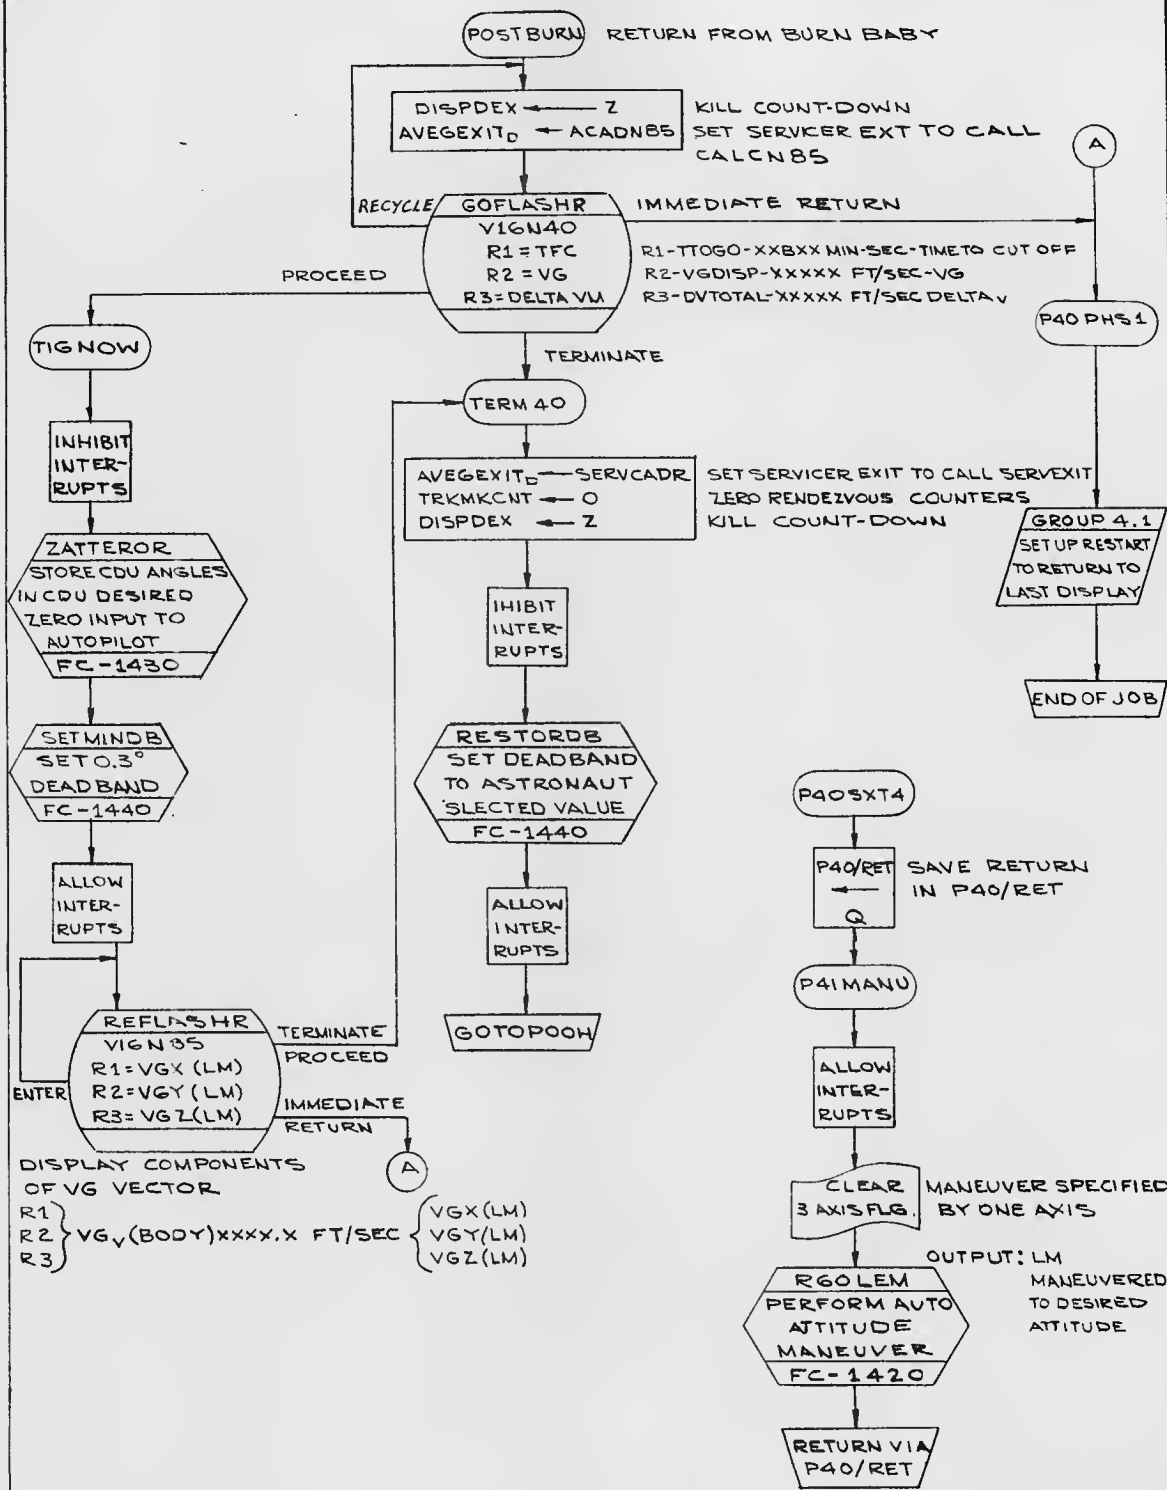 POSTBURN RETURN FROM BURN BABY
DISPDEX ← Z KILL COUNT-DOWN
AVEGEXIT D ← ACADN85 SET SERVICER EXT TO CALL
CALCN85
A
RECYCLE GOFLASHR IMMEDIATE RETURN
V16N40
R1=TFC R1-TTOGO-XXBXX MIN-SEC-TIME TO CUT OFF
R2=VG R2-VGDISP-XXXXX FT/SEC-VG
R3=DELTA VM R3-DVTOTAL-XXXXX FT/SEC DELTA V
PROCEED
TERMINATE
P40PHS1
TIGNOW
TERM40
INHIBIT
INTER-
RUPTS
AVEGEXIT D ← SERVCADR SET SERVICER EXIT TO CALL SERVEXIT
TRKMKCNT ← O ZERO RENDEZVOUS COUNTERS
DISPDEX ← Z KILL COUNT-DOWN
GROUP 4.1
SET UP RESTART
TO RETURN TO
LAST DISPLAY
ZATTEROR
STORE CDU ANGLES
IN CDU DESIRED
ZERO INPUT TO
AUTOPILOT
FC-1430
IHIBIT
INTER-
RUPTS
END OF JOB
SETMINDB
SET 0.3°
DEADBAND
FC-1440
RESTORDB
SET DEADBAND
TO ASTRONAUT
SLECTED VALUE
FC-1440
P40SXT4
ALLOW
INTER-
RUPTS
P40/RET SAVE RETURN
← IN P40/RET
Q
ALLOW
INTER-
RUPTS
P41MANU
GOTOPOOH
REFLASHR
V16N85
R1=VGX(LM)
R2=VGY(LM)
R3=VGZ(LM)
TERMINATE
PROCEED
ENTER
IMMEDIATE
RETURN
A
ALLOW
INTER-
RUPTS
DISPLAY COMPONENTS
OF VG VECTOR
R1
R2
R3
VG V (BODY)XXXX.X FT/SEC
VGX(LM)
VGY(LM)
VGZ(LM)
CLEAR MANEUVER SPECIFIED
3 AXISFLG. BY ONE AXIS
OUTPUT: LM
MANEUVERED
TO DESIRED
ATTITUDE
R60LEM
PERFORM AUTO
ATTITUDE
MANEUVER
FC-1420
RETURN VIA
P40/RET